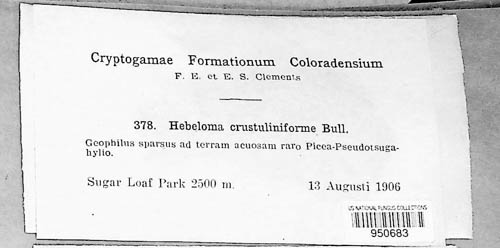 Cryptogamae Formationum Coloradensium
F. E. et E. S. Clements
378. Hebeloma crustuliniforme Bull.
Geophilus sparsus ad terram acuosam raro Picea-Pseudotsuga-
hylio.
Sugar Loaf Park 2500 m. 13 Augusti 1906
US NATIONAL FUNGUS COLLECTIONS
950683